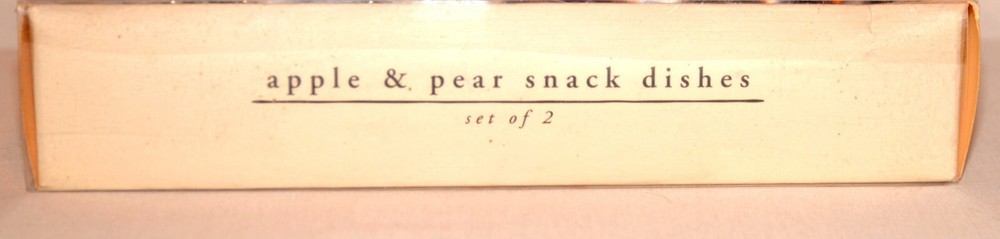 apple & pear snack dishes
set of 2